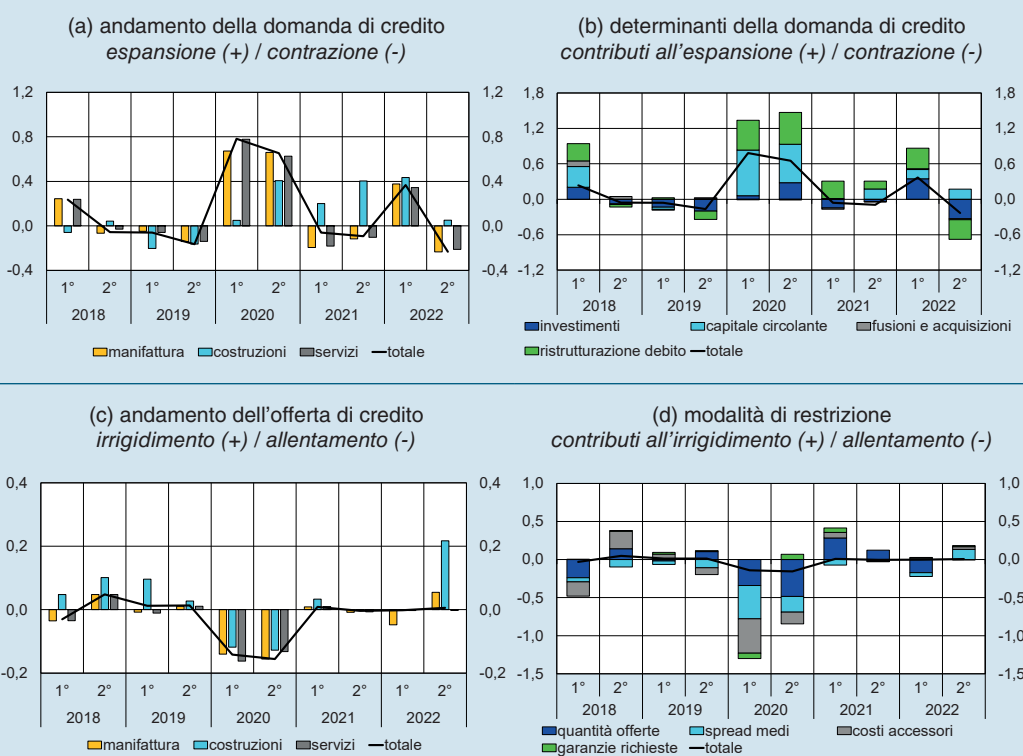 (a) andamento della domanda di credito
espansione (+) / contrazione (-)
1,2 1,2
0,8 0,8
0,4 0,4
0,0 0,0
-0,4 -0,4
1° 2° 1° 2° 1° 2° 1° 2° 1° 2°
2018 2019 2020 2021 2022
manifattura costruzioni servizi totale
(b) determinanti della domanda di credito
contributi all'espansione (+) / contrazione (-)
1,8 1,8
1,2 1,2
0,6 0,6
0,0 0,0
-0,6 -0,6
-1,2 -1,2
1° 2° 1° 2° 1° 2° 1° 2° 1° 2°
2018 2019 2020 2021 2022
investimenti capitale circolante fusioni e acquisizioni
ristrutturazione debito totale
(c) andamento dell'offerta di credito
irrigidimento (+) / allentamento (-)
0,4 0,4
0,2 0,2
0,0 0,0
-0,2 -0,2
1° 2° 1° 2° 1° 2° 1° 2° 1° 2°
2018 2019 2020 2021 2022
manifattura costruzioni servizi totale
(d) modalità di restrizione
contributi all'irrigidimento (+) / allentamento (-)
1,0 1,0
0,5 0,5
0,0 0,0
-0,5 -0,5
-1,0 -1,0
-1,5 -1,5
1° 2° 1° 2° 1° 2° 1° 2° 1° 2°
2018 2019 2020 2021 2022
quantità offerte spread medi costi accessori
garanzie richieste totale